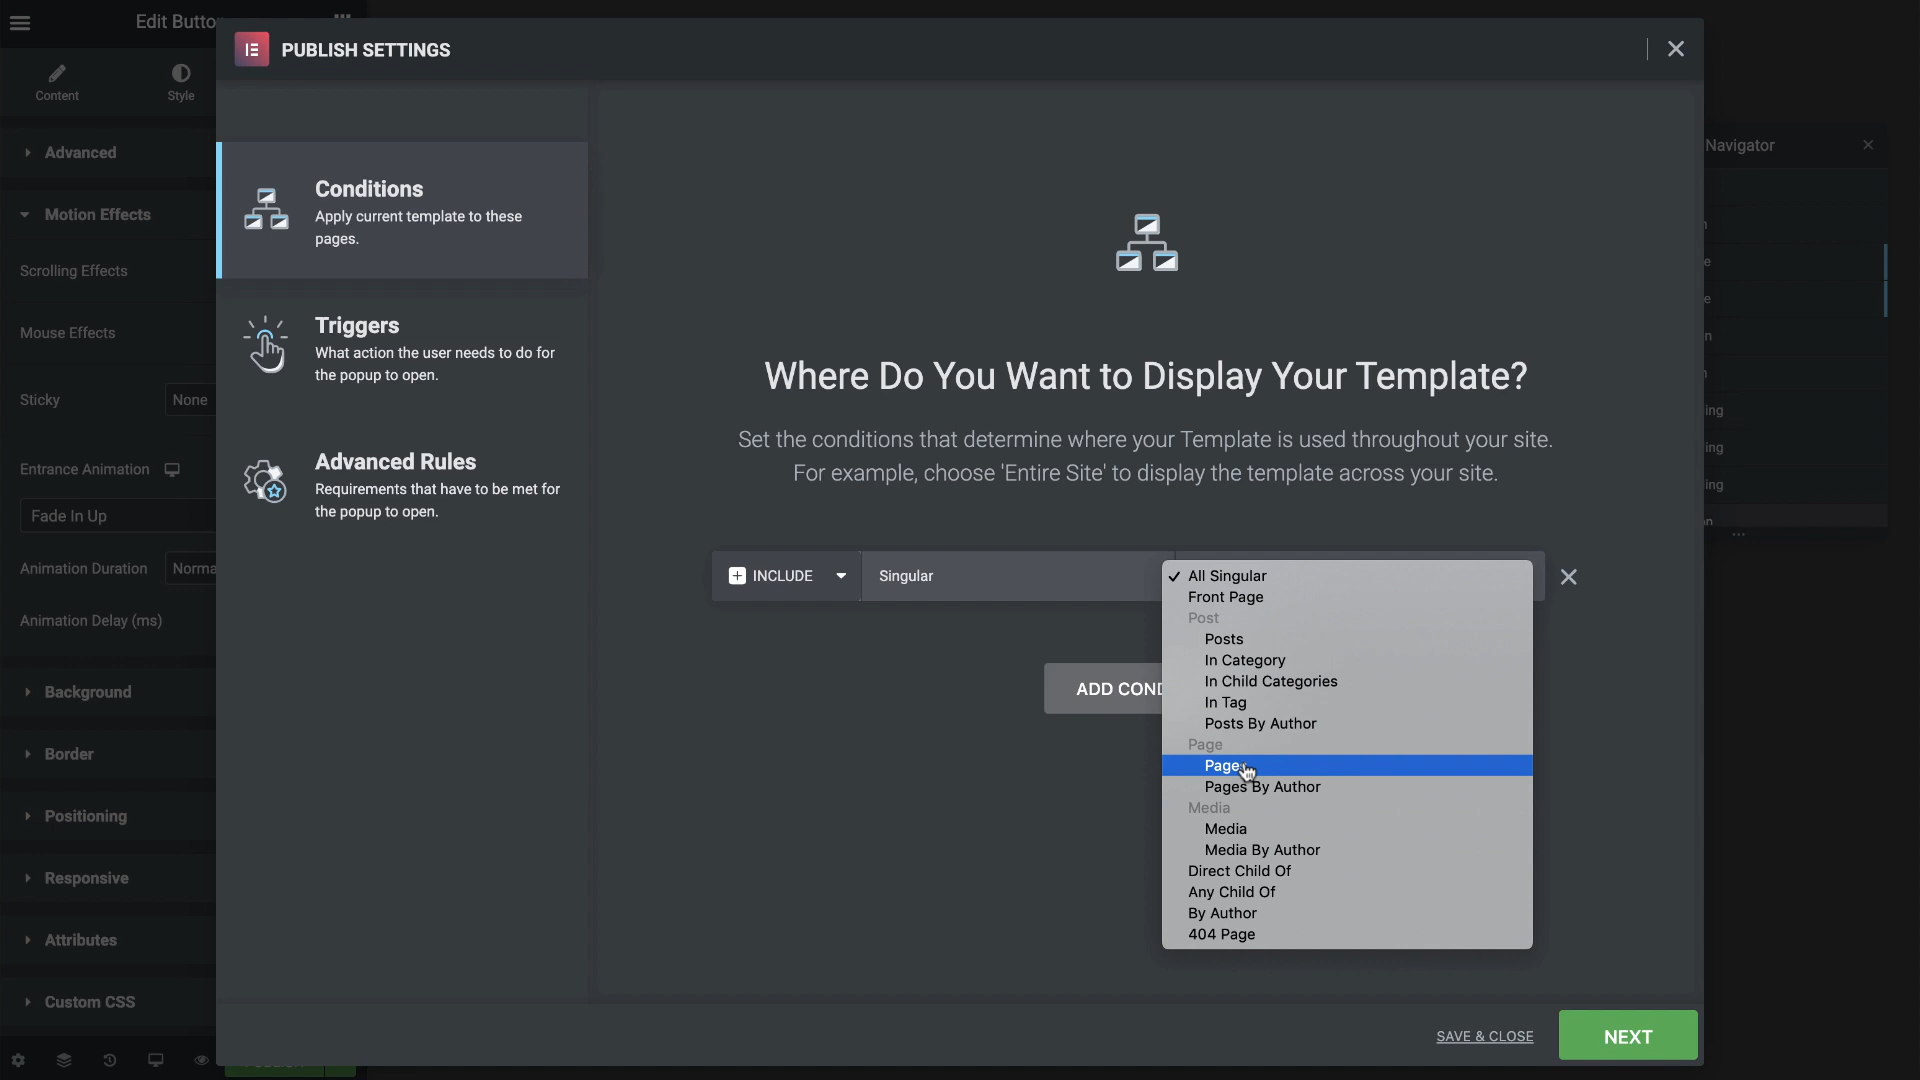 Edit Butto
PUBLISH SETTINGS
Content
Style
Advanced
Motion Effects
Scrolling Effects
Mouse Effects
Sticky
None
Entrance Animation
Fade In Up
Animation Duration
Norma
Animation Delay (ms)
Background
Border
Positioning
Responsive
Attributes
Custom CSS
Conditions
Apply current template to these
pages.
Triggers
What action the user needs to do for
the popup to open.
Advanced Rules
Requirements that have to be met for
the popup to open.
Where Do You Want to Display Your Template?
Set the conditions that determine where your Template is used throughout your site.
For example, choose 'Entire Site' to display the template across your site.
INCLUDE
Singular
All Singular
Front Page
Post
Posts
In Category
In Child Categories
In Tag
Posts By Author
Page
Pages
Pages By Author
Media
Media
Media By Author
Direct Child Of
Any Child Of
By Author
404 Page
ADD COND
SAVE & CLOSE
NEXT
Navigator
e
e
n
ing
ing
ing
on